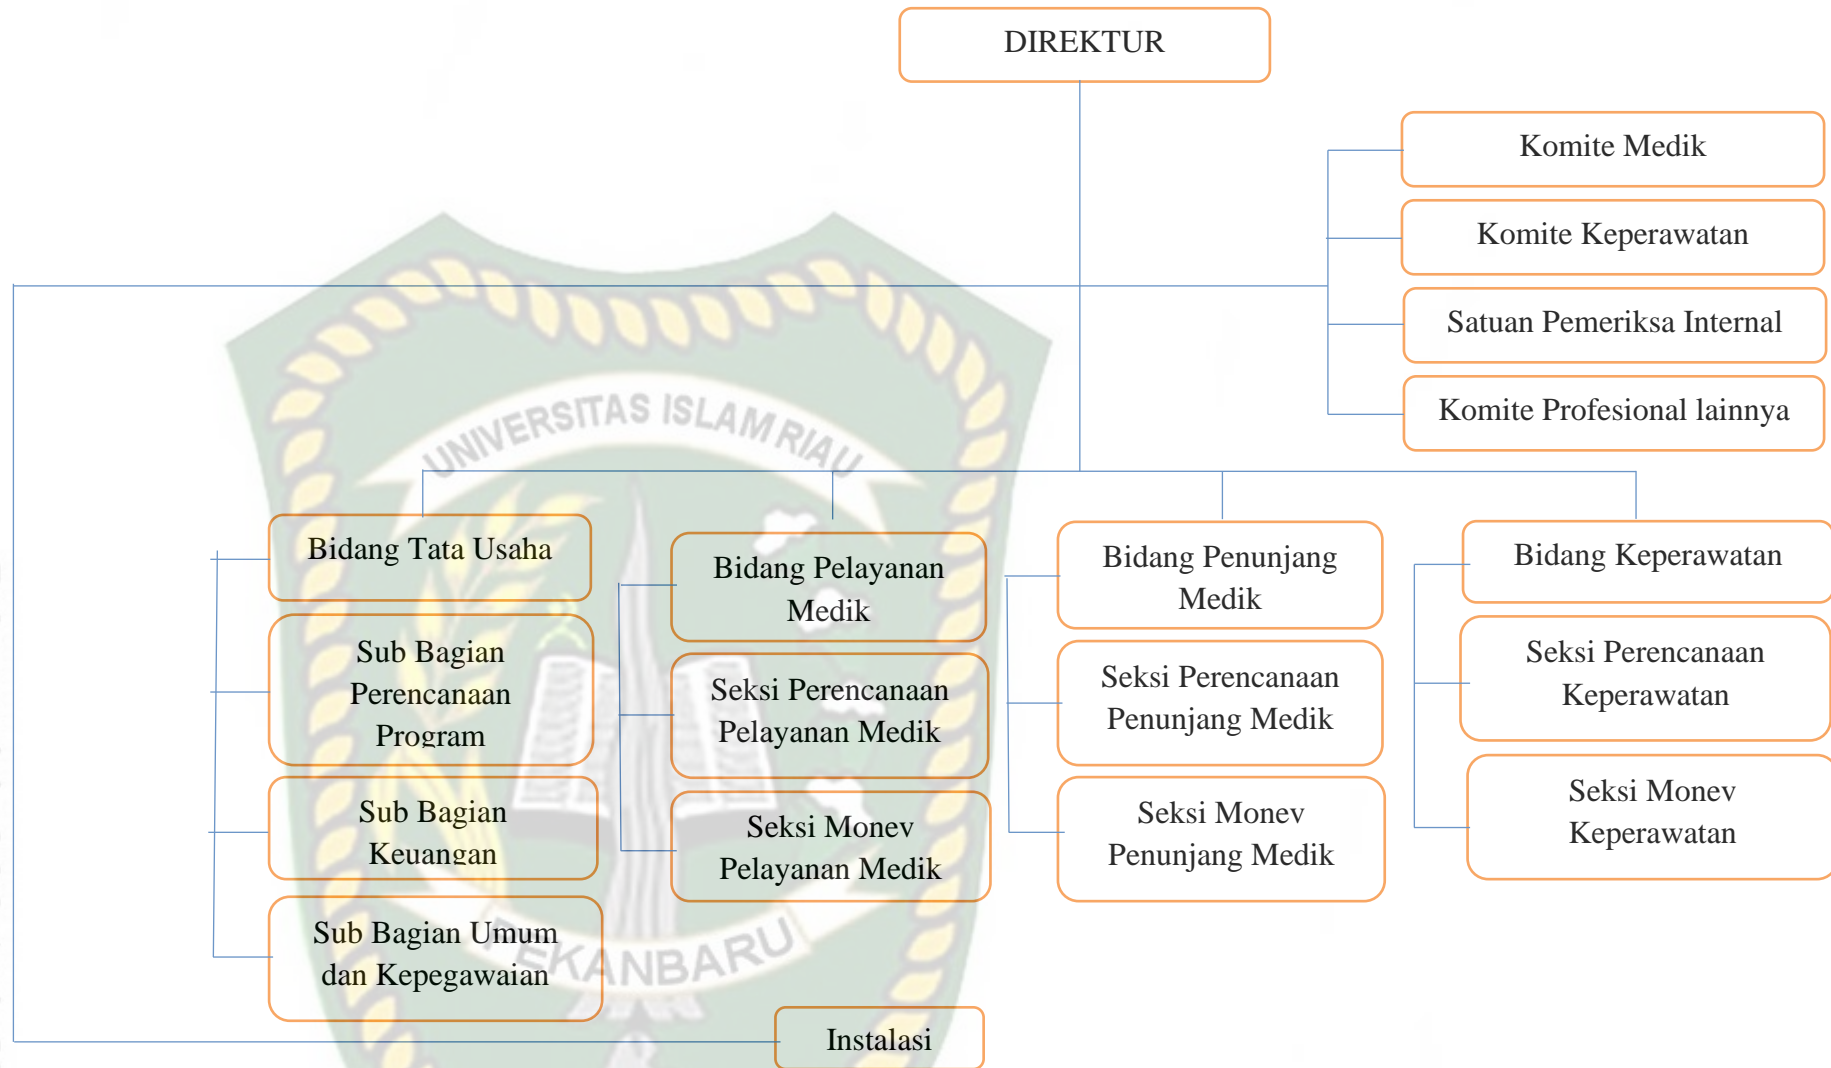 DIREKTUR
Komite Medik
Komite Keperawatan
Satuan Pemeriksa Internal
Komite Profesional lainnya
UNIVERSITAS ISLAM RIAU
Bidang Tata Usaha
Sub Bagian
Perencanaan
Program
Sub Bagian
Keuangan
Sub Bagian Umum
dan Kepegawaian
Bidang Pelayanan
Medik
Seksi Perencanaan
Pelayanan Medik
Seksi Monev
Pelayanan Medik
Bidang Penunjang
Medik
Seksi Perencanaan
Penunjang Medik
Seksi Monev
Penunjang Medik
Bidang Keperawatan
Seksi Perencanaan
Keperawatan
Seksi Monev
Keperawatan
PEKANBARU
Instalasi